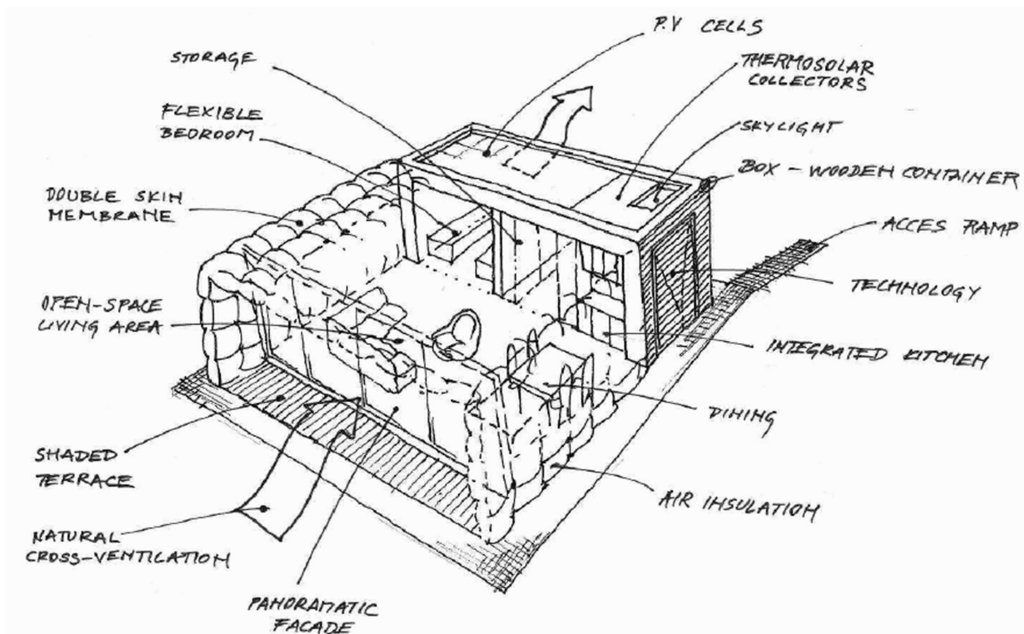 P.V CELLS
STORAGE
THERMOSOLAR
COLLECTORS
FLEXIBLE
BEDROOM
SKYLIGHT
BOX - WOODEN CONTAINER
DOUBLE SKIN
MEMBRANE
ACCES RAMP
TECHNOLOGY
OPEN-SPACE
LIVING AREA
INTEGRATED KITCHEN
DINING
SHADED
TERRACE
AIR INSULATION
NATURAL
CROSS-VENTILATION
PANORAMATIC
FACADE